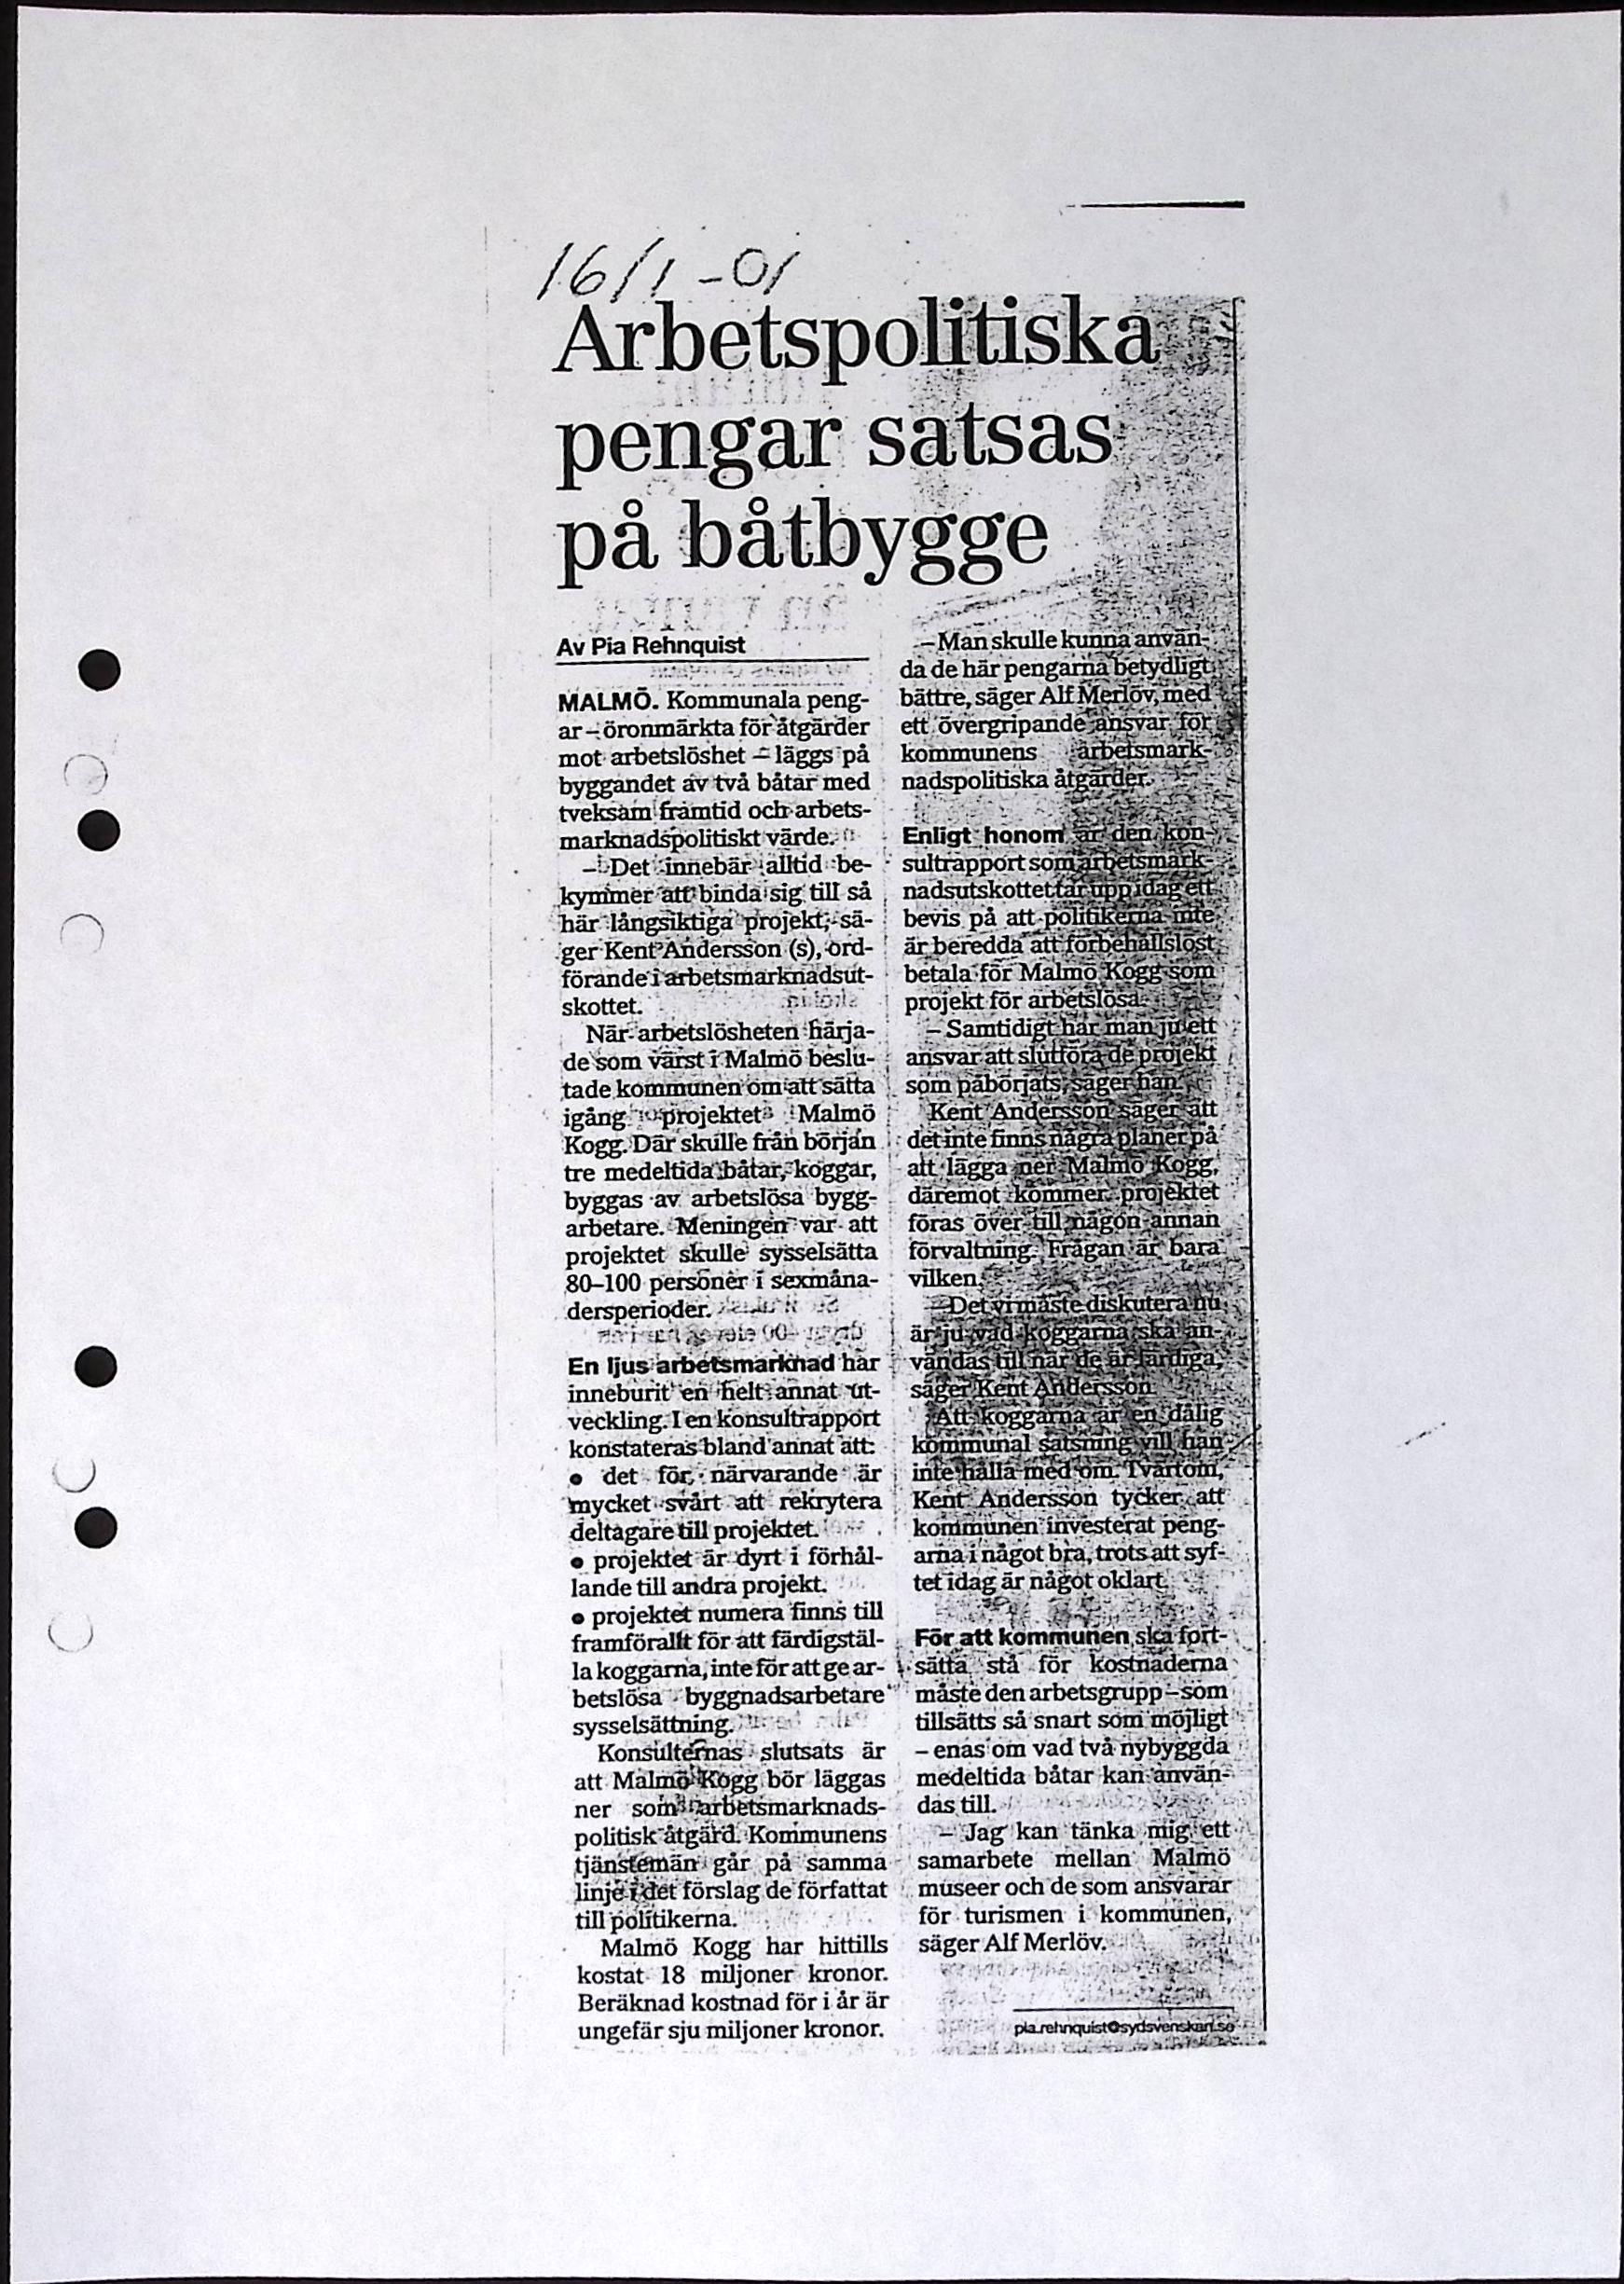 16/1 -01
Arbetspolitiska
pengar satsas
på båtbygge
Av Pia Rehnquist
MALMÖ. Kommunala peng-
ar – öronmärkta för åtgärder
mot arbetslöshet – läggs på
byggandet av två båtar med
tveksam framtid och arbets-
marknadspolitiskt värde.
– Det innebär alltid be-
kymmer att binda sig till så
här långsiktiga projekt, sä-
ger Kent Andersson (s), ord-
förande i arbetsmarknadsut-
skottet.
När arbetslösheten härja-
de som värst i Malmö beslu-
tade kommunen om att sätta
igång projektet Malmö
Kogg. Där skulle från början
tre medeltida båtar, koggar,
byggas av arbetslösa bygg-
arbetare. Meningen var att
projektet skulle sysselsätta
80–100 personer i sexmåna-
dersperioder.
En ljus arbetsmarknad har
inneburit en helt annat ut-
veckling. I en konsultrapport
konstateras bland annat att:
• det för närvarande är
mycket svårt att rekrytera
deltagare till projektet.
• projektet är dyrt i förhål-
lande till andra projekt.
• projektet numera finns till
framförallt för att färdigstäl-
la koggarna, inte för att ge ar-
betslösa byggnadsarbetare
sysselsättning.
Konsulternas slutsats är
att Malmö Kogg bör läggas
ner som arbetsmarknads-
politisk åtgärd. Kommunens
tjänstemän går på samma
linje i det förslag de författat
till politikerna.
Malmö Kogg har hittills
kostat 18 miljoner kronor.
Beräknad kostnad för i år är
ungefär sju miljoner kronor.
– Man skulle kunna använ-
da de här pengarna betydligt
bättre, säger Alf Merlöv, med
ett övergripande ansvar för
kommunens arbetsmark-
nadspolitiska åtgärder.
Enligt honom är den kon-
sultrapport som arbetsmark-
nadsutskottet tar upp idag ett
bevis på att politikerna inte
är beredda att förbehållslöst
betala för Malmö Kogg som
projekt för arbetslösa.
– Samtidigt har man ju ett
ansvar att slutföra de projekt
som påbörjats, säger han.
Kent Andersson säger att
det inte finns några planer på
att lägga ner Malmö Kogg,
däremot kommer projektet
föras över till någon annan
förvaltning. Frågan är bara
vilken.
– Det vi måste diskutera nu
är ju vad koggarna ska an-
vändas till när de är färdiga,
säger Kent Andersson.
Att koggarna är en dålig
kommunal satsning vill han
inte hålla med om. Tvärtom,
Kent Andersson tycker att
kommunen investerat peng-
arna i något bra, trots att syf-
tet idag är något oklart.
För att kommunen ska fort-
sätta stå för kostnaderna
måste den arbetsgrupp – som
tillsätts så snart som möjligt
– enas om vad två nybyggda
medeltida båtar kan använ-
das till.
– Jag kan tänka mig ett
samarbete mellan Malmö
museer och de som ansvarar
för turismen i kommunen,
säger Alf Merlöv.
pia.rehnquist@sydsvenskan.se